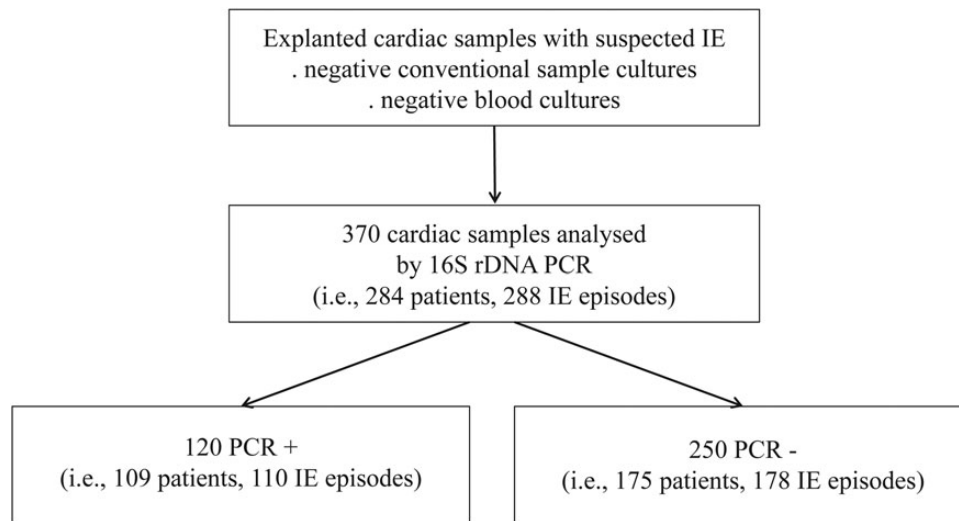 Explanted cardiac samples with suspected IE
. negative conventional sample cultures
. negative blood cultures
370 cardiac samples analysed
by 16S rDNA PCR
(i.e., 284 patients, 288 IE episodes)
120 PCR +
(i.e., 109 patients, 110 IE episodes)
250 PCR -
(i.e., 175 patients, 178 IE episodes)